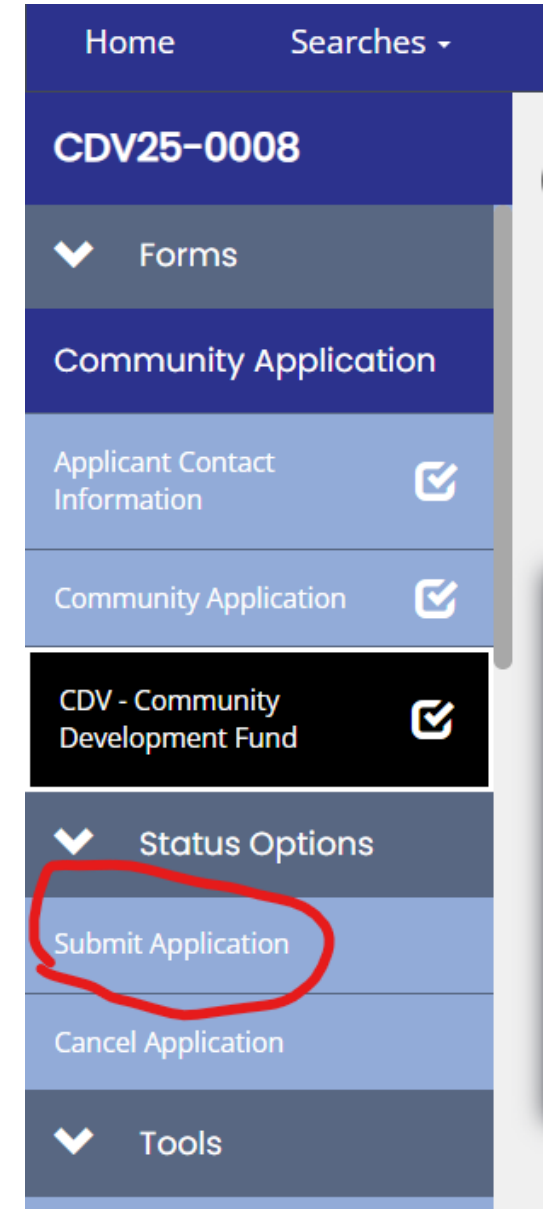 Home Searches
CDV25-0008
Forms
Community Application
Applicant Contact
Information
Community Application
CDV - Community
Development Fund
Status Options
Submit Application
Cancel Application
Tools